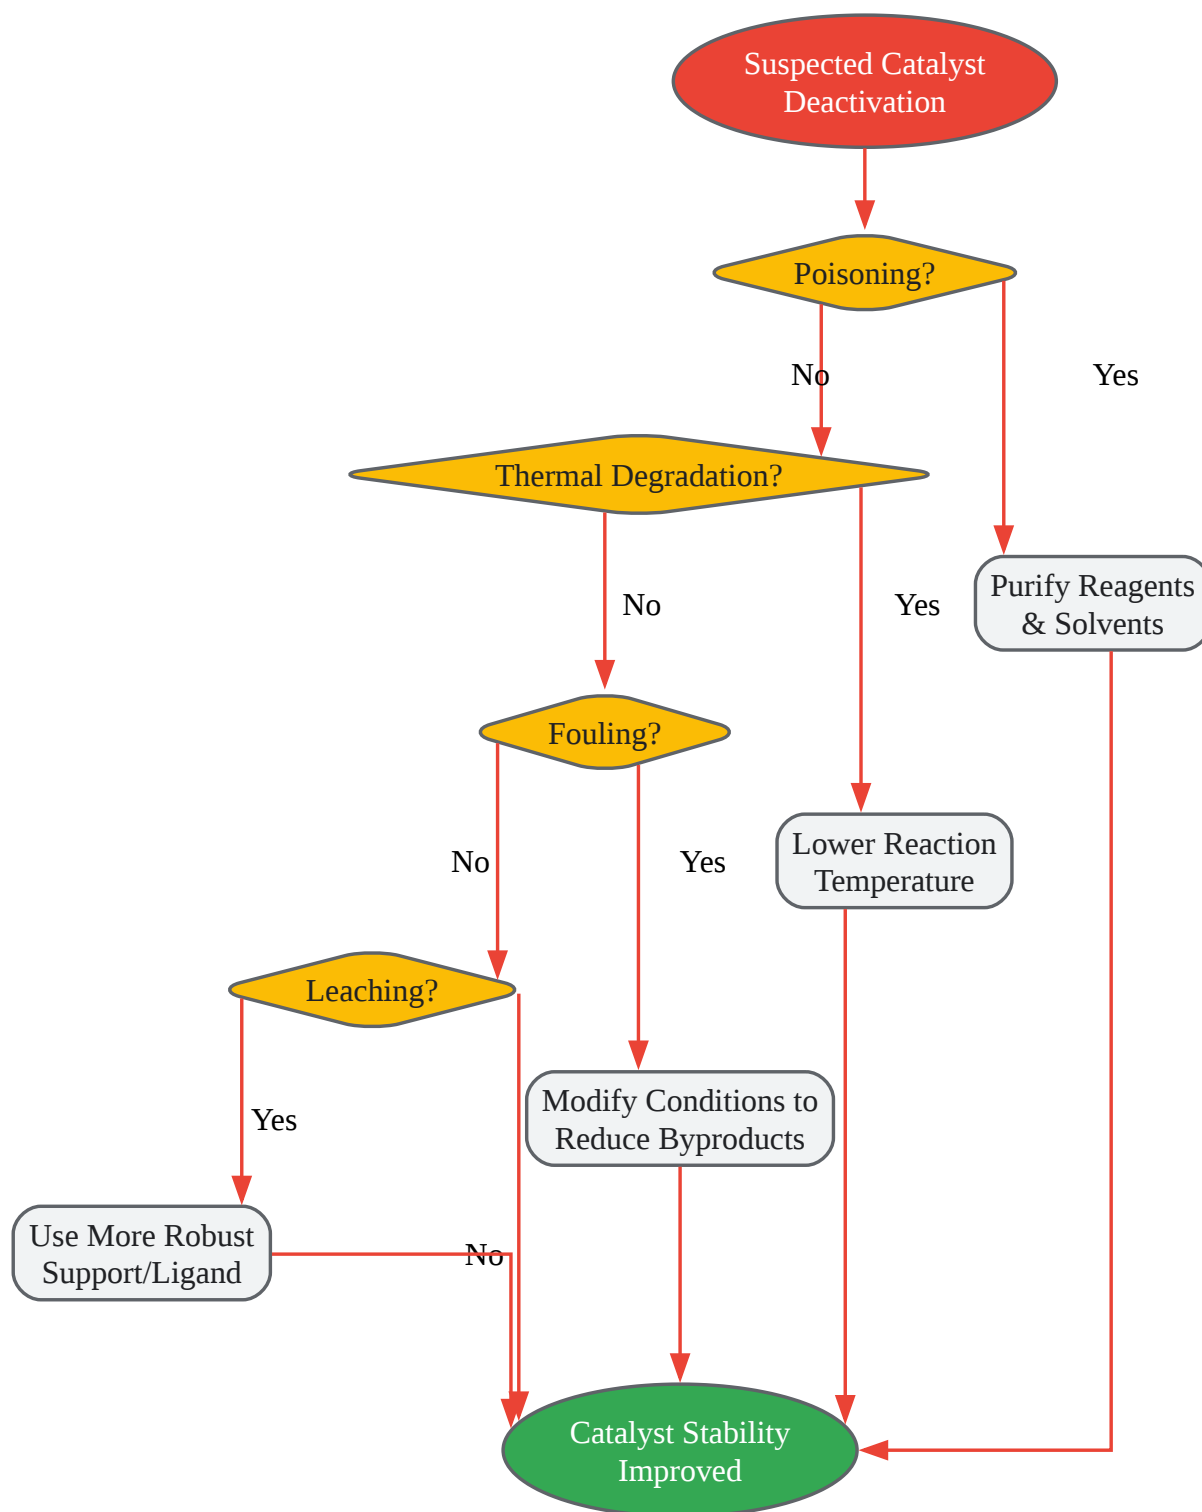 Suspected Catalyst
Deactivation
Poisoning?
No
Yes
Thermal Degradation?
No
Yes
Purify Reagents
& Solvents
Fouling?
No
Yes
Lower Reaction
Temperature
Leaching?
Yes
Modify Conditions to
Reduce Byproducts
Use More Robust
Support/Ligand
No
Catalyst Stability
Improved